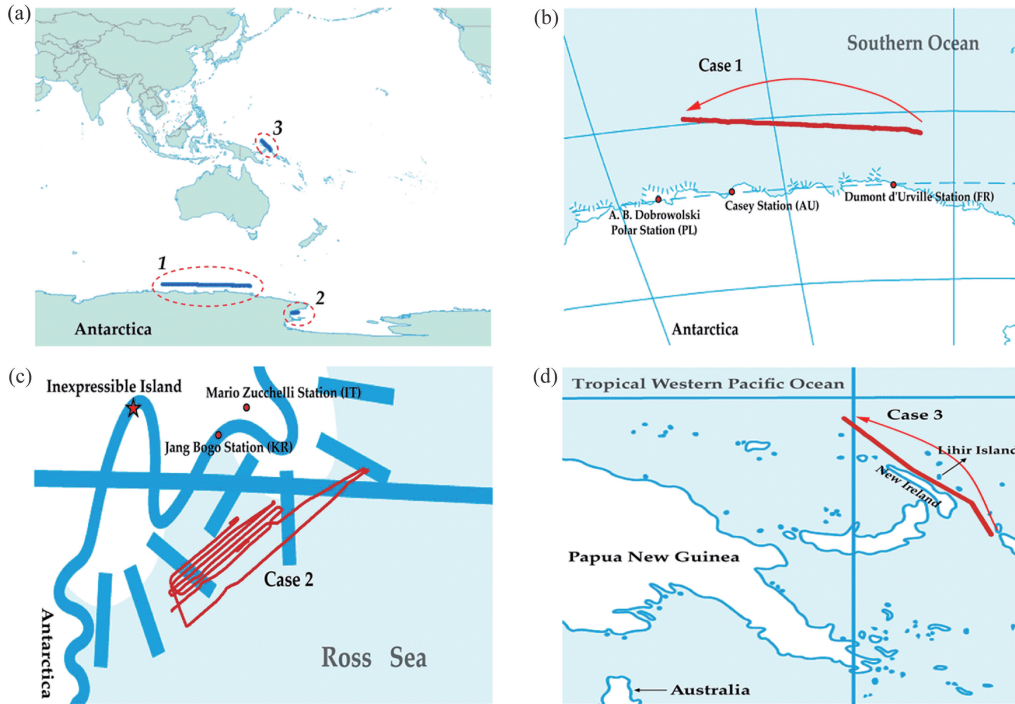 (a)
3
1
2
Antarctica
(b)
Southern Ocean
Case 1
A. B. Dobrowolski
Polar Station (PL)
Casey Station (AU)
Dumont d'Urville Station (FR)
Antarctica
(c)
Inexpressible Island
Mario Zucchelli Station (IT)
Jang Bogo Station (KR)
Case 2
Antarctica
Ross Sea
(d)
Tropical Western Pacific Ocean
Case 3
Lihir Island
New Ireland
Papua New Guinea
Australia